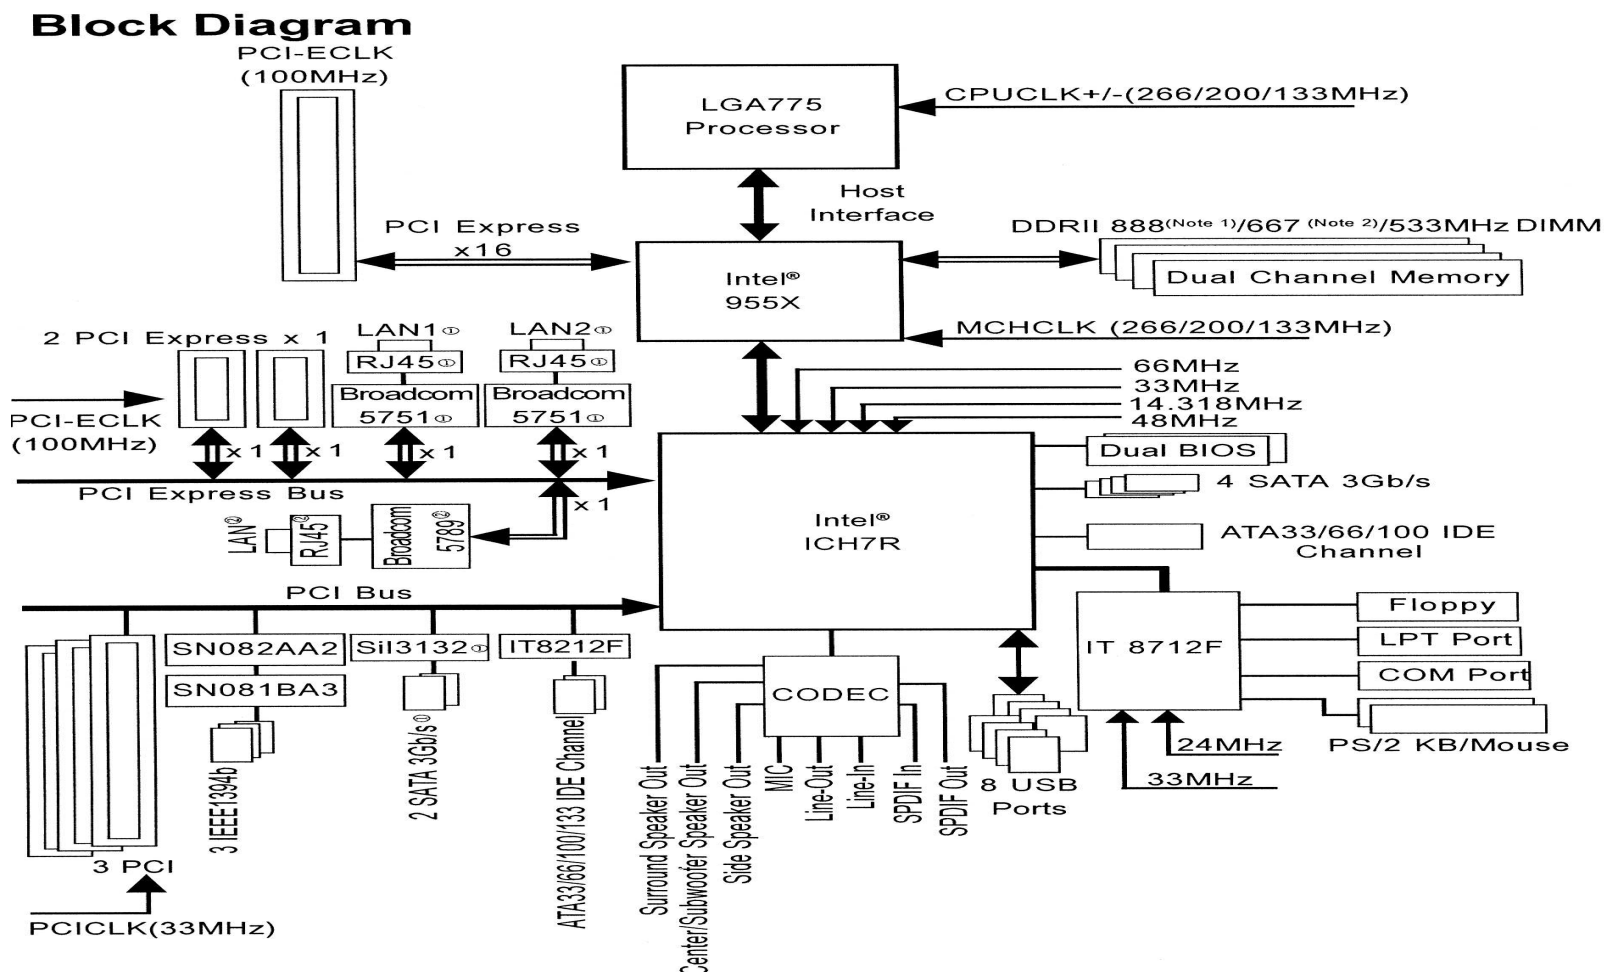 Block Diagram
PCI-ECLK
(100MHz)
LGA775
Processor
CPUCLK+/-(266/200/133MHz)
Host
Interface
PCI Express
x16
DDRII 888(Note 1)/667 (Note 2)/533MHz DIMM
Dual Channel Memory
Intel®
955X
MCHCLK (266/200/133MHz)
2 PCI Express x 1
LAN1①
RJ45①
Broadcom
5751①
LAN2①
RJ45①
Broadcom
5751①
PCI-ECLK
(100MHz)
x 1
x 1
x 1
x 1
66MHz
33MHz
14.318MHz
48MHz
PCI Express Bus
x 1
LAN②
RJ45②
Broadcom
5789②
Intel®
ICH7R
Dual BIOS
4 SATA 3Gb/s
ATA33/66/100 IDE
Channel
PCI Bus
SN082AA2
SN081BA3
SiI3132①
IT8212F
3 IEEE1394b
2 SATA 3Gb/s①
ATA33/66/100/133 IDE Channel
3 PCI
PCICLK(33MHz)
CODEC
Surround Speaker Out
Center/Subwoofer Speaker Out
Side Speaker Out
MIC
Line-Out
Line-In
SPDIF In
SPDIF Out
8 USB
Ports
IT 8712F
Floppy
LPT Port
COM Port
PS/2 KB/Mouse
24MHz
33MHz